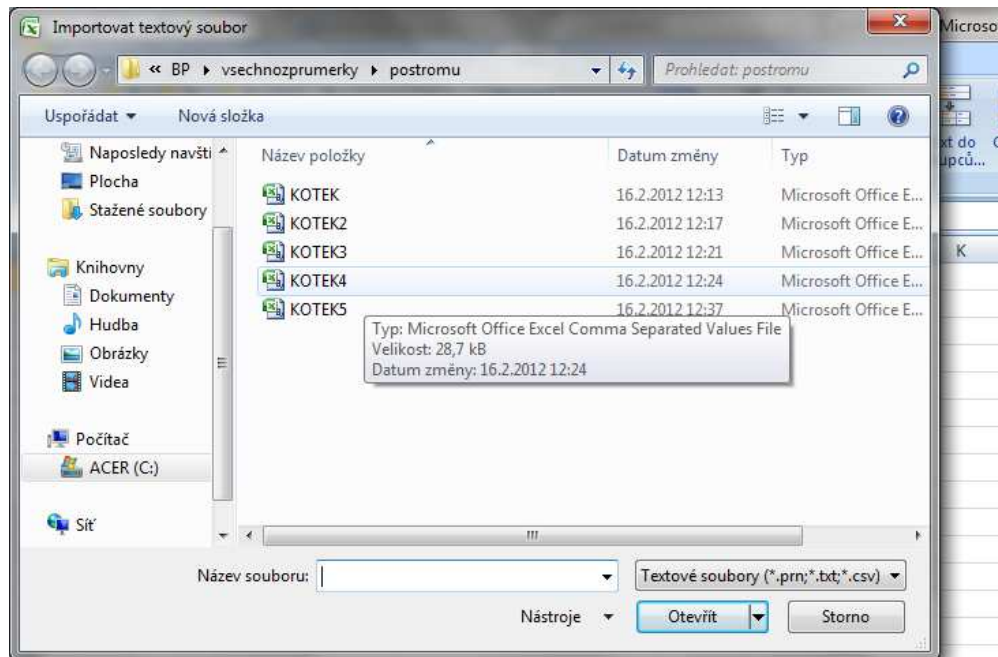 Importovat textový soubor
Microso
« BP vsechnozprumerky postromu
Prohledat: postromu
Uspořádat Nová složka
Naposledy navšti
Plocha
Stažené soubory
Knihovny
Dokumenty
Hudba
Obrázky
Videa
Počítač
ACER (C:)
Síť
Název položky Datum změny Typ
KOTEK 16.2.2012 12:13 Microsoft Office E...
KOTEK2 16.2.2012 12:17 Microsoft Office E...
KOTEK3 16.2.2012 12:21 Microsoft Office E...
KOTEK4 16.2.2012 12:24 Microsoft Office E...
KOTEK5 16.2.2012 12:37 Microsoft Office E...
Typ: Microsoft Office Excel Comma Separated Values File
Velikost: 28,7 kB
Datum změny: 16.2.2012 12:24
Název souboru:
Textové soubory (*.prn;*.txt;*.csv)
Nástroje Otevřít Storno
xt do
upců...
K